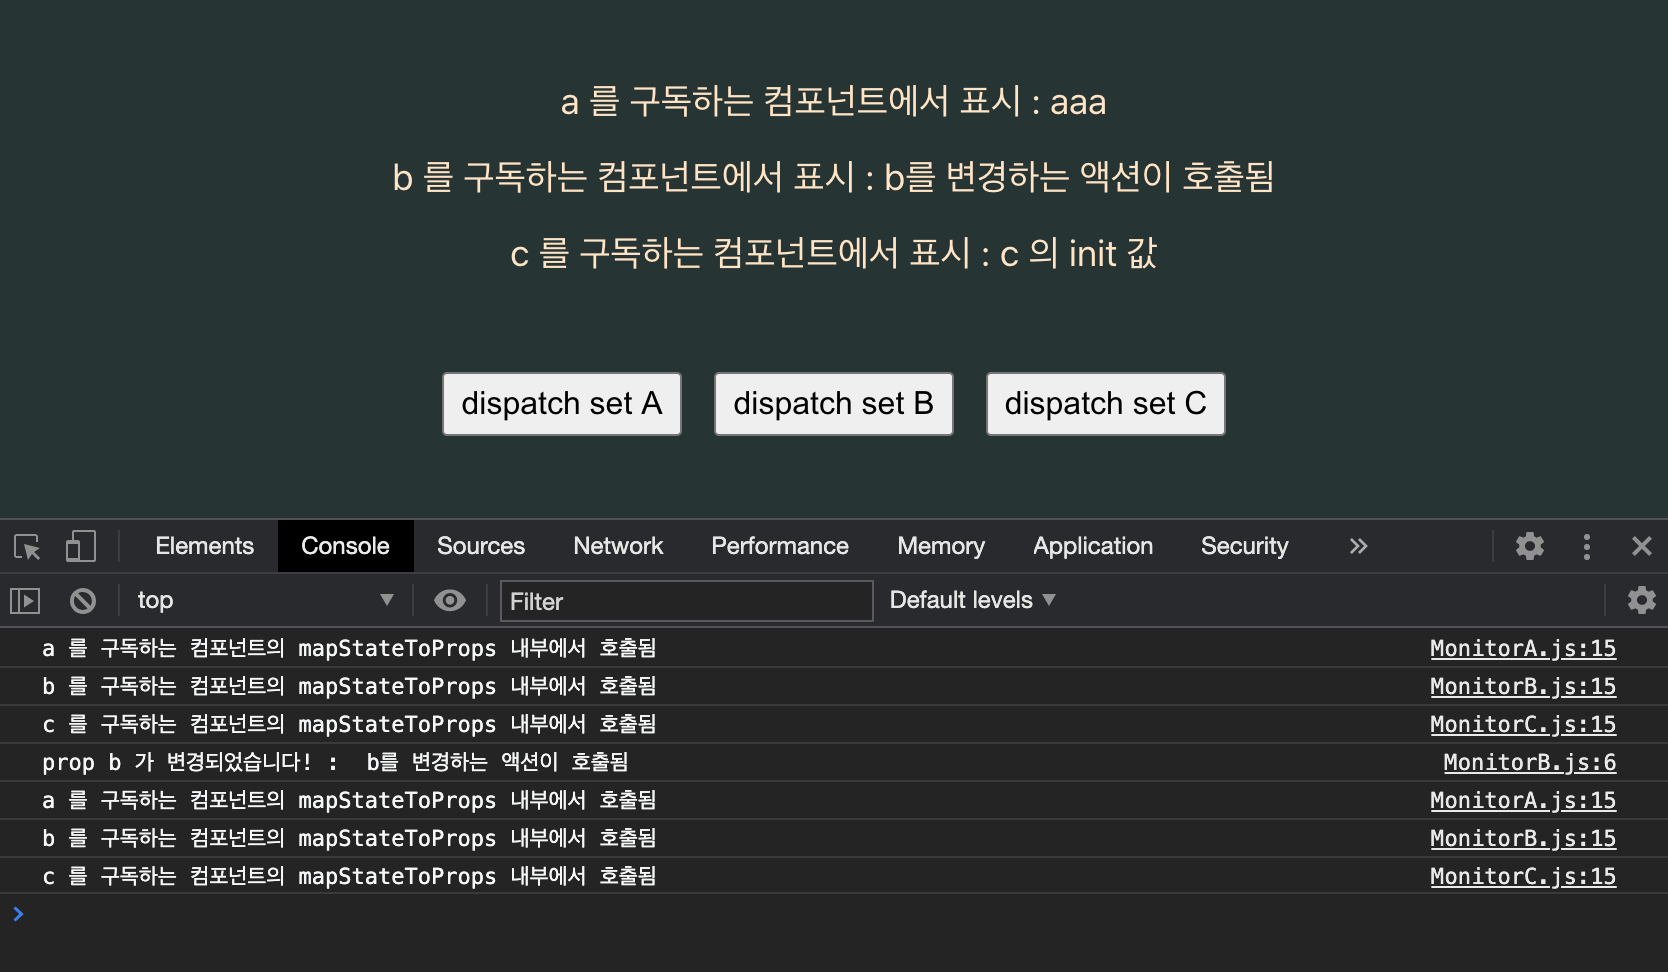 a 를 구독하는 컴포넌트에서 표시 : aaa
b 를 구독하는 컴포넌트에서 표시 : b를 변경하는 액션이 호출됨
c 를 구독하는 컴포넌트에서 표시 : c 의 init 값
dispatch set A dispatch set B dispatch set C
Elements Console Sources Network Performance Memory Application Security
top Filter Default levels
a 를 구독하는 컴포넌트의 mapStateToProps 내부에서 호출됨 MonitorA.js:15
b 를 구독하는 컴포넌트의 mapStateToProps 내부에서 호출됨 MonitorB.js:15
c 를 구독하는 컴포넌트의 mapStateToProps 내부에서 호출됨 MonitorC.js:15
prop b 가 변경되었습니다! :  b를 변경하는 액션이 호출됨 MonitorB.js:6
a 를 구독하는 컴포넌트의 mapStateToProps 내부에서 호출됨 MonitorA.js:15
b 를 구독하는 컴포넌트의 mapStateToProps 내부에서 호출됨 MonitorB.js:15
c 를 구독하는 컴포넌트의 mapStateToProps 내부에서 호출됨 MonitorC.js:15